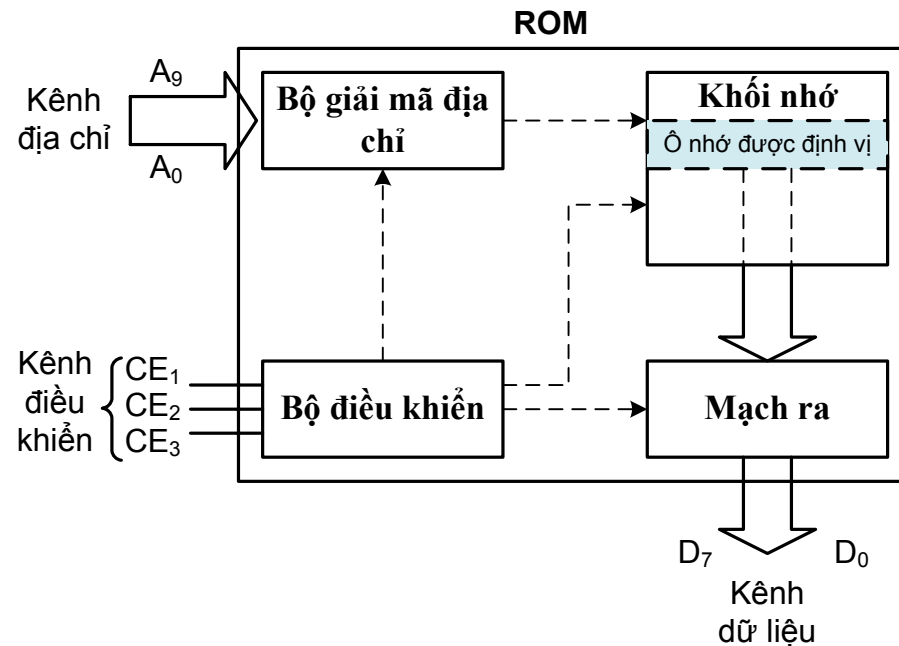 ROM
A₉
Kênh
địa chỉ
A₀
Bộ giải mã địa
chỉ
Khối nhớ
Ô nhớ được định vị
Kênh
điều
khiển
CE₁
CE₂
CE₃
Bộ điều khiển
Mạch ra
D₇
D₀
Kênh
dữ liệu